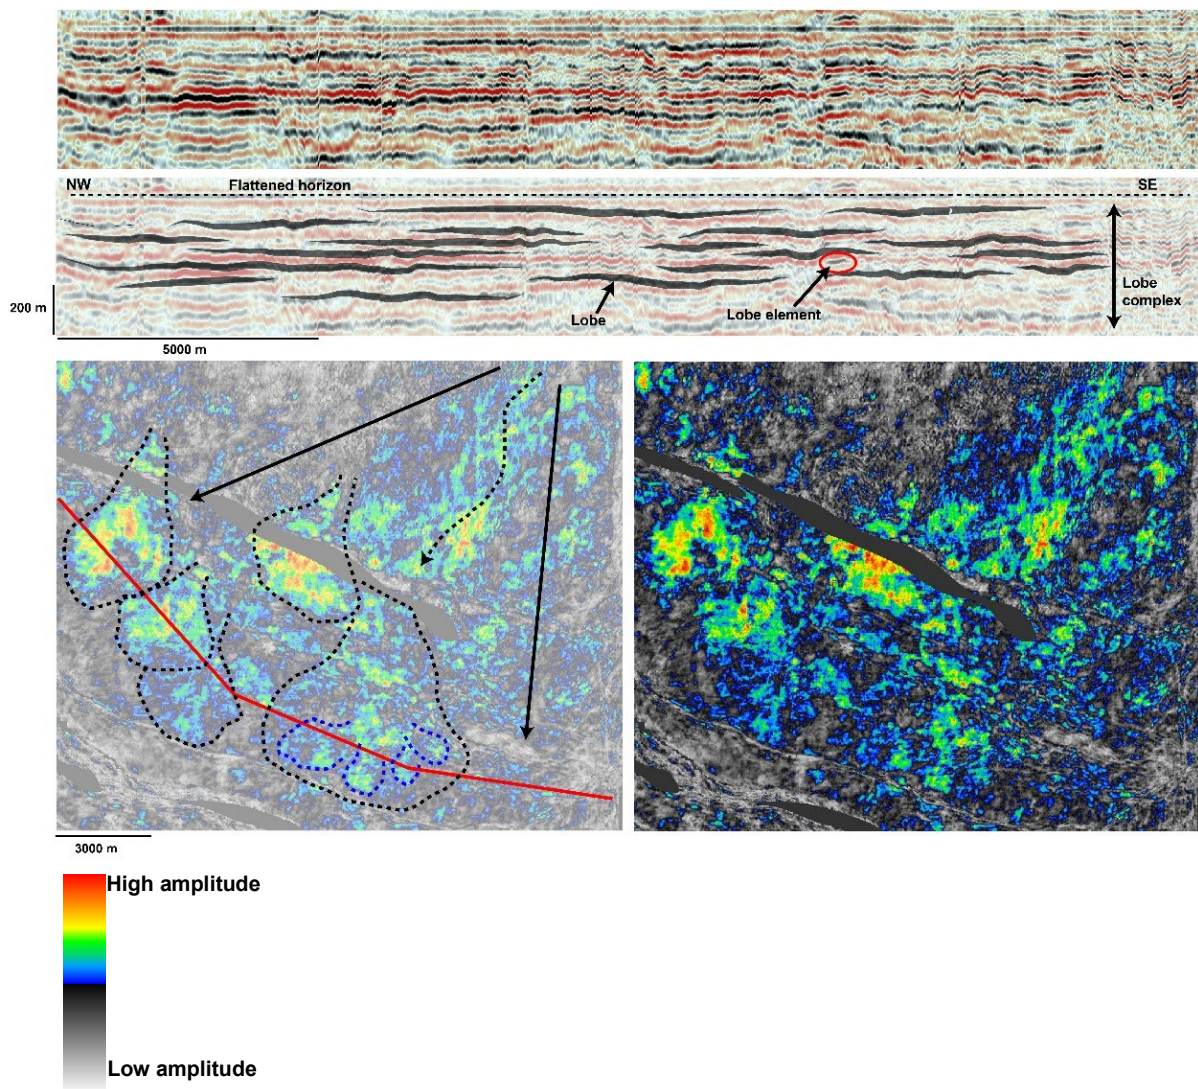 NW
Flattened horizon
SE
200 m
Lobe
Lobe element
Lobe
complex
5000 m
3000 m
High amplitude
Low amplitude